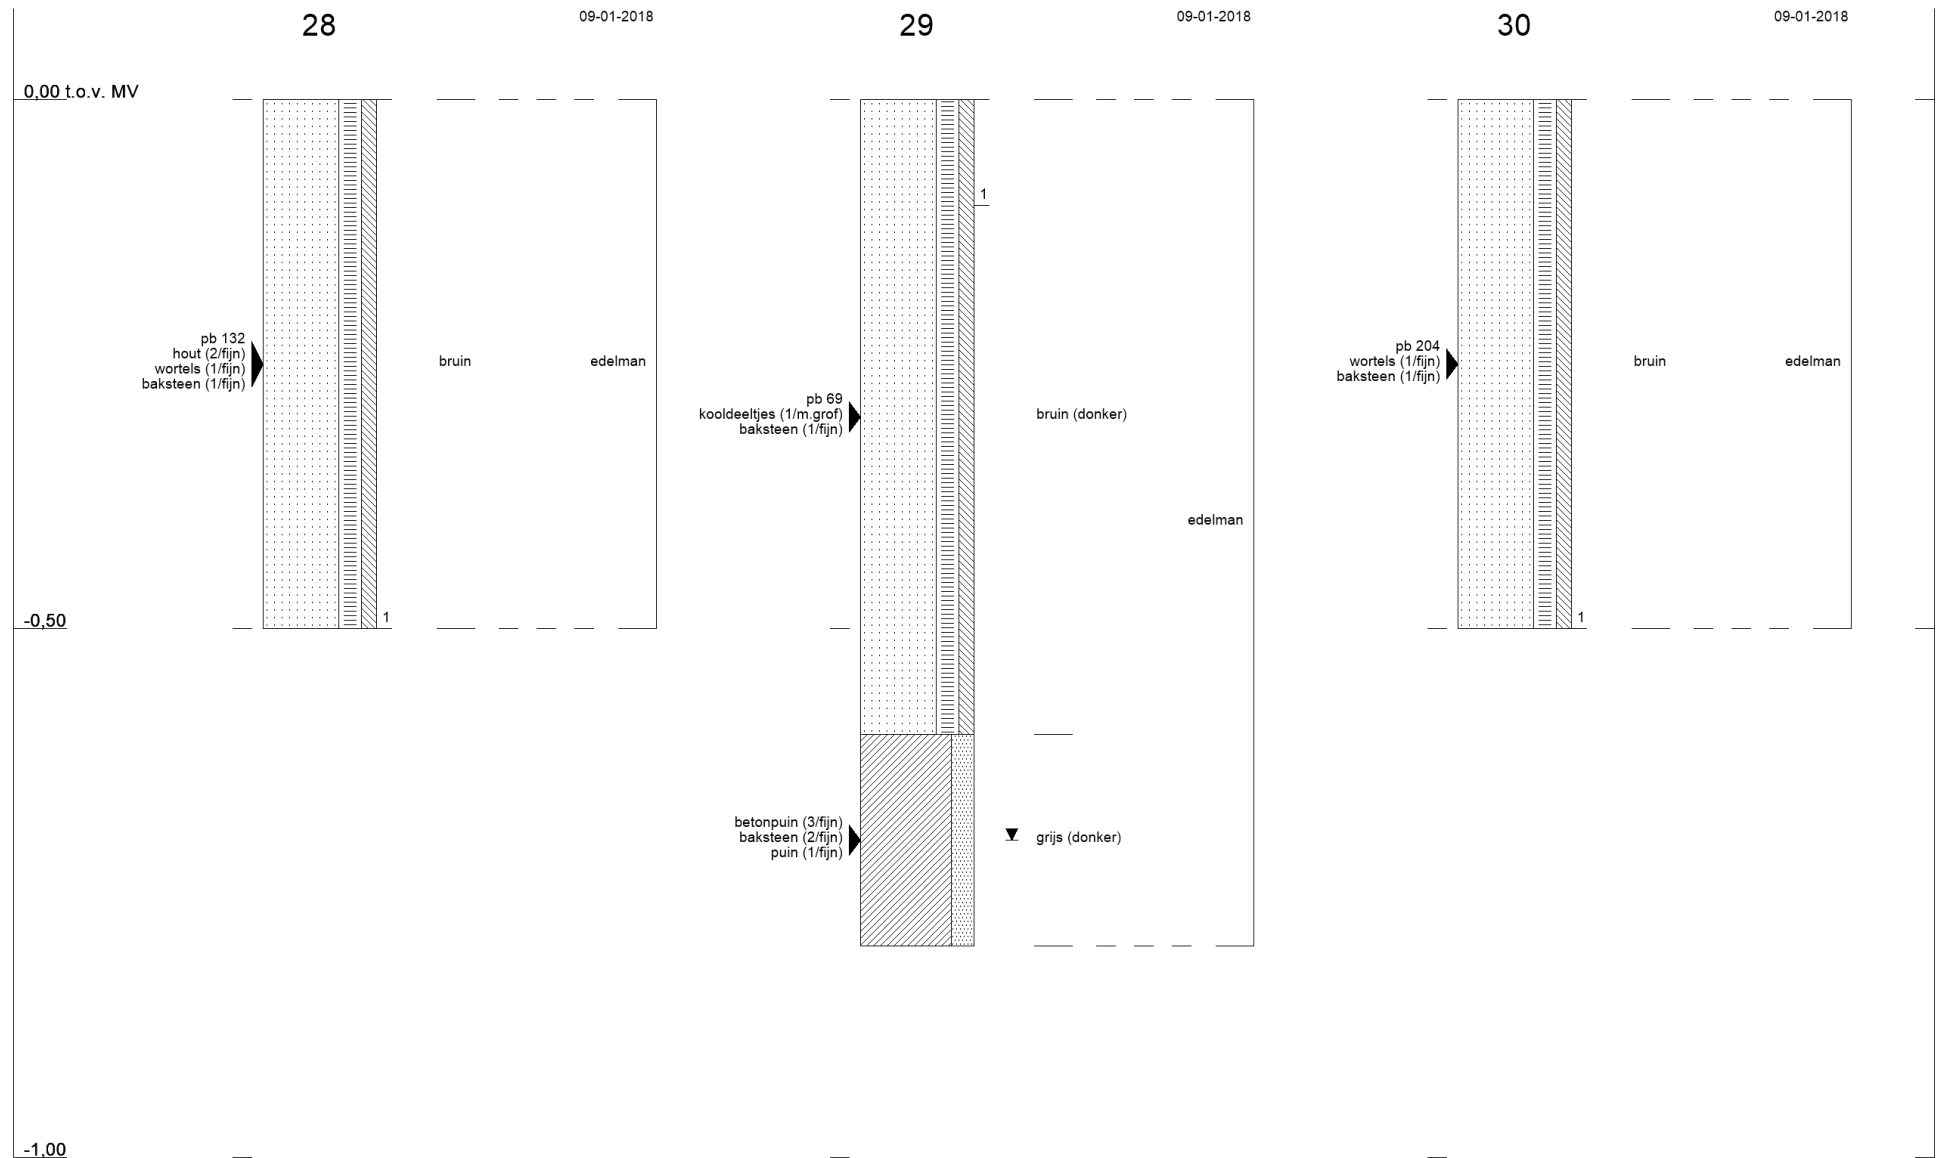 28
09-01-2018
29
09-01-2018
30
09-01-2018
0,00 t.o.v. MV
1
pb 132
hout (2/fijn)
wortels (1/fijn)
baksteen (1/fijn)
bruin
edelman
pb 69
kooldeeltjes (1/m.grof)
baksteen (1/fijn)
bruin (donker)
pb 204
wortels (1/fijn)
baksteen (1/fijn)
bruin
edelman
edelman
-0,50
1
1
betonpuin (3/fijn)
baksteen (2/fijn)
puin (1/fijn)
grijs (donker)
-1,00